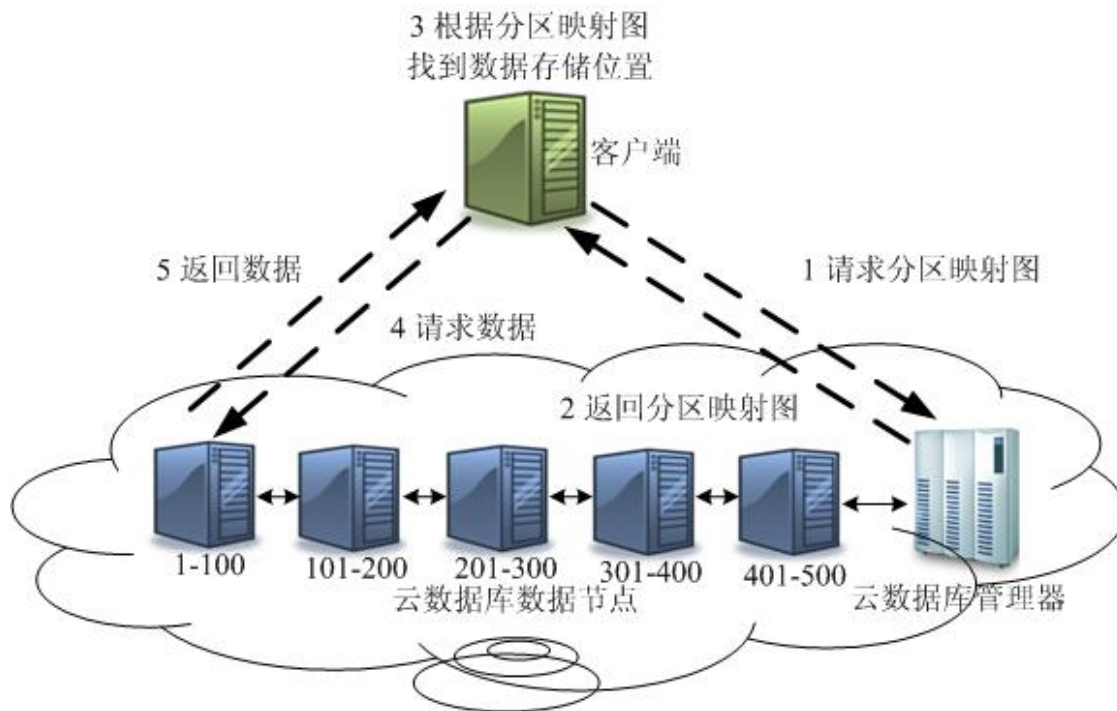 3 根据分区映射图
找到数据存储位置
客户端
5 返回数据
1 请求分区映射图
4 请求数据
2 返回分区映射图
1-100
101-200
201-300
301-400
401-500
云数据库数据节点
云数据库管理器